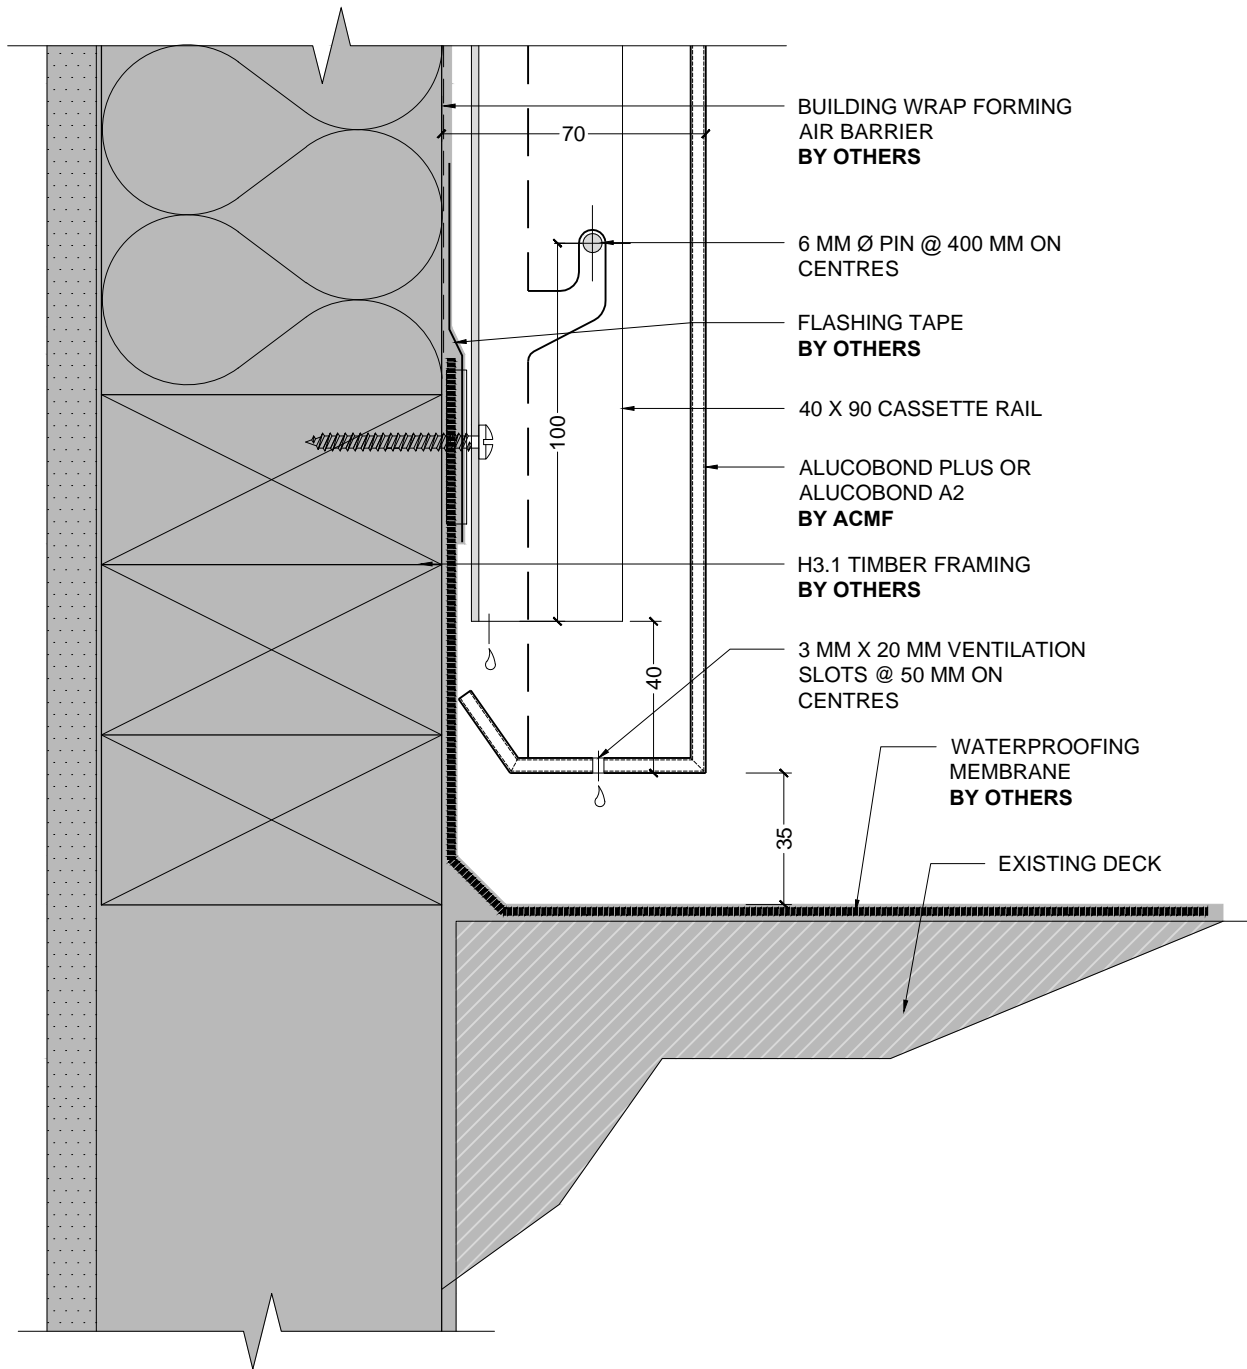 BUILDING WRAP FORMING
AIR BARRIER
BY OTHERS
70
6 MM Ø PIN @ 400 MM ON
CENTRES
FLASHING TAPE
BY OTHERS
40 X 90 CASSETTE RAIL
100
ALUCOBOND PLUS OR
ALUCOBOND A2
BY ACMF
H3.1 TIMBER FRAMING
BY OTHERS
3 MM X 20 MM VENTILATION
SLOTS @ 50 MM ON
CENTRES
40
WATERPROOFING
MEMBRANE
BY OTHERS
35
EXISTING DECK